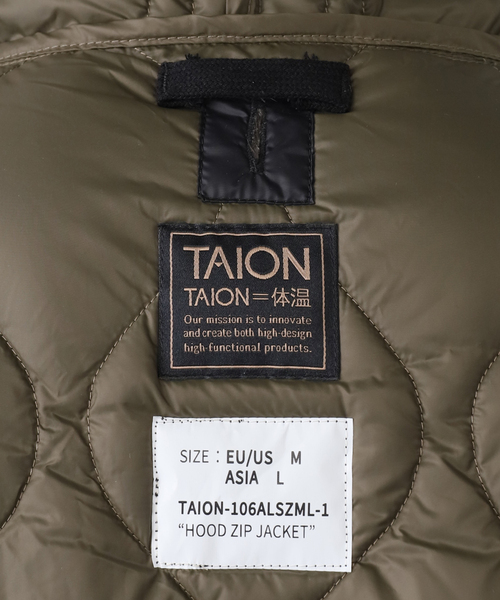 TAION
TAION=体温
Our mission is to innovate
and create both high-design
high-functional products.
SIZE : EU/US M
ASIA L
TAION-106ALSZML-1
“HOOD ZIP JACKET”